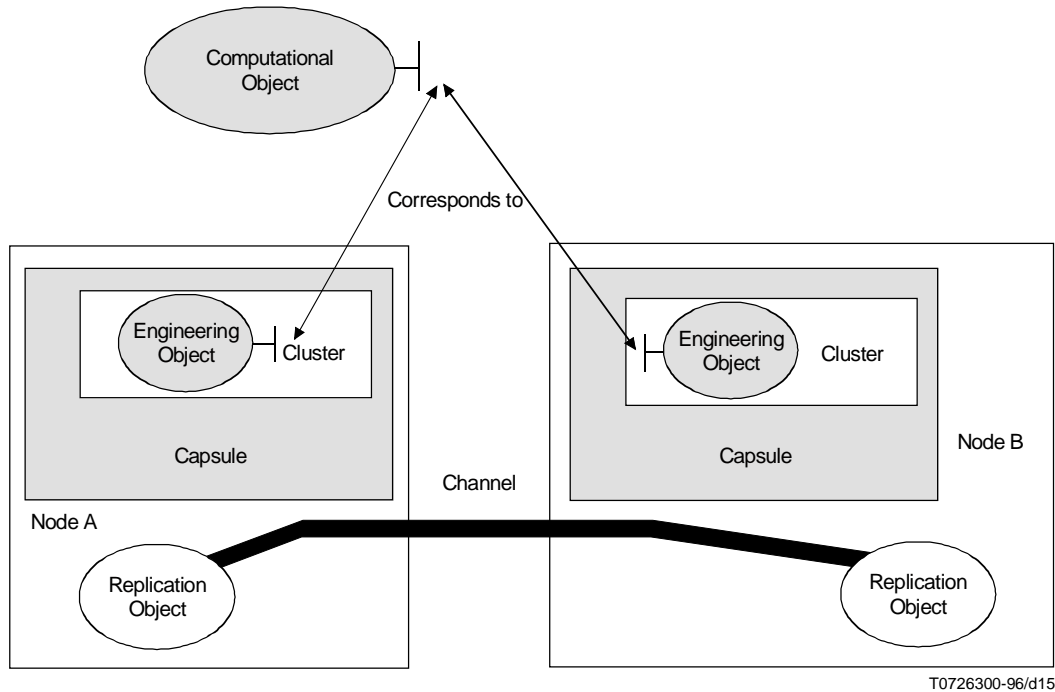 Computational
Object
Corresponds to
Engineering
Object
Cluster
Capsule
Node A
Replication
Object
Channel
Engineering
Object
Cluster
Capsule
Node B
Replication
Object
T0726300-96/d15